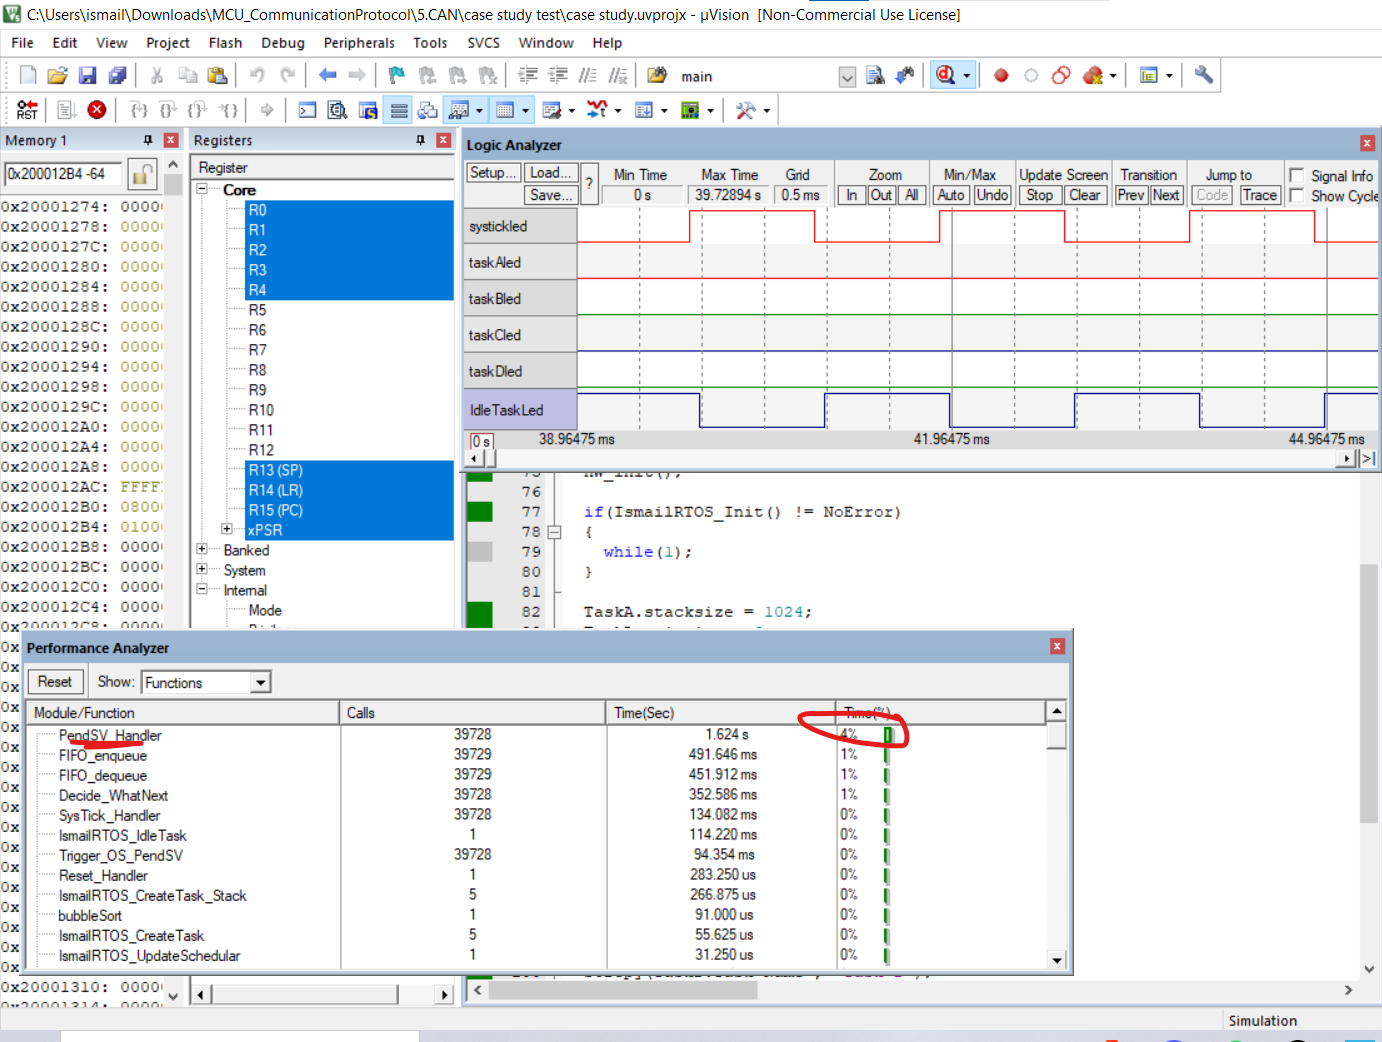 C:\Users\ismail\Downloads\MCU_CommunicationProtocol\5.CAN\case study test\case study.uvprojx - µVision [Non-Commercial Use License]
File Edit View Project Flash Debug Peripherals Tools SVCS Window Help
main
RST
Memory 1
0x200012B4 -64
0x20001274: 0000
0x20001278: 0000
0x2000127C: 0000
0x20001280: 0000
0x20001284: 0000
0x20001288: 0000
0x2000128C: 0000
0x20001290: 0000
0x20001294: 0000
0x20001298: 0000
0x2000129C: 0000
0x200012A0: 0000
0x200012A4: 0000
0x200012A8: 0000
0x200012AC: FFFF
0x200012B0: 0800
0x200012B4: 0100
0x200012B8: 0000
0x200012BC: 0000
0x200012C0: 0000
0x200012C4: 0000
0x200012C8: 0000
0x20001310: 0000
0x20001314: 0000
Registers
Register
Core
R0
R1
R2
R3
R4
R5
R6
R7
R8
R9
R10
R11
R12
R13 (SP)
R14 (LR)
R15 (PC)
xPSR
Banked
System
Internal
Mode
Logic Analyzer
Setup... Load... Save... ?
Min Time Max Time Grid Zoom Min/Max Update Screen Transition Jump to Signal Info
0 s 39.72894 s 0.5 ms In Out All Auto Undo Stop Clear Prev Next Code Trace Show Cycle
systickled
taskAled
taskBled
taskCled
taskDled
IdleTaskLed
0 s 38.96475 ms 41.96475 ms 44.96475 ms
75 HW_Init();
76
77 if(IsmailRTOS_Init() != NoError)
78 {
79 while(1);
80 }
81
82 TaskA.stacksize = 1024;
Performance Analyzer
Reset Show: Functions
Module/Function Calls Time(Sec) Time(%)
PendSV_Handler 39728 1.624 s 4%
FIFO_enqueue 39729 491.646 ms 1%
FIFO_dequeue 39729 451.912 ms 1%
Decide_WhatNext 39728 352.586 ms 1%
SysTick_Handler 39728 134.082 ms 0%
IsmailRTOS_IdleTask 1 114.220 ms 0%
Trigger_OS_PendSV 39728 94.354 ms 0%
Reset_Handler 1 283.250 us 0%
IsmailRTOS_CreateTask_Stack 5 266.875 us 0%
bubbleSort 1 91.000 us 0%
IsmailRTOS_CreateTask 5 55.625 us 0%
IsmailRTOS_UpdateSchedular 1 31.250 us 0%
Simulation